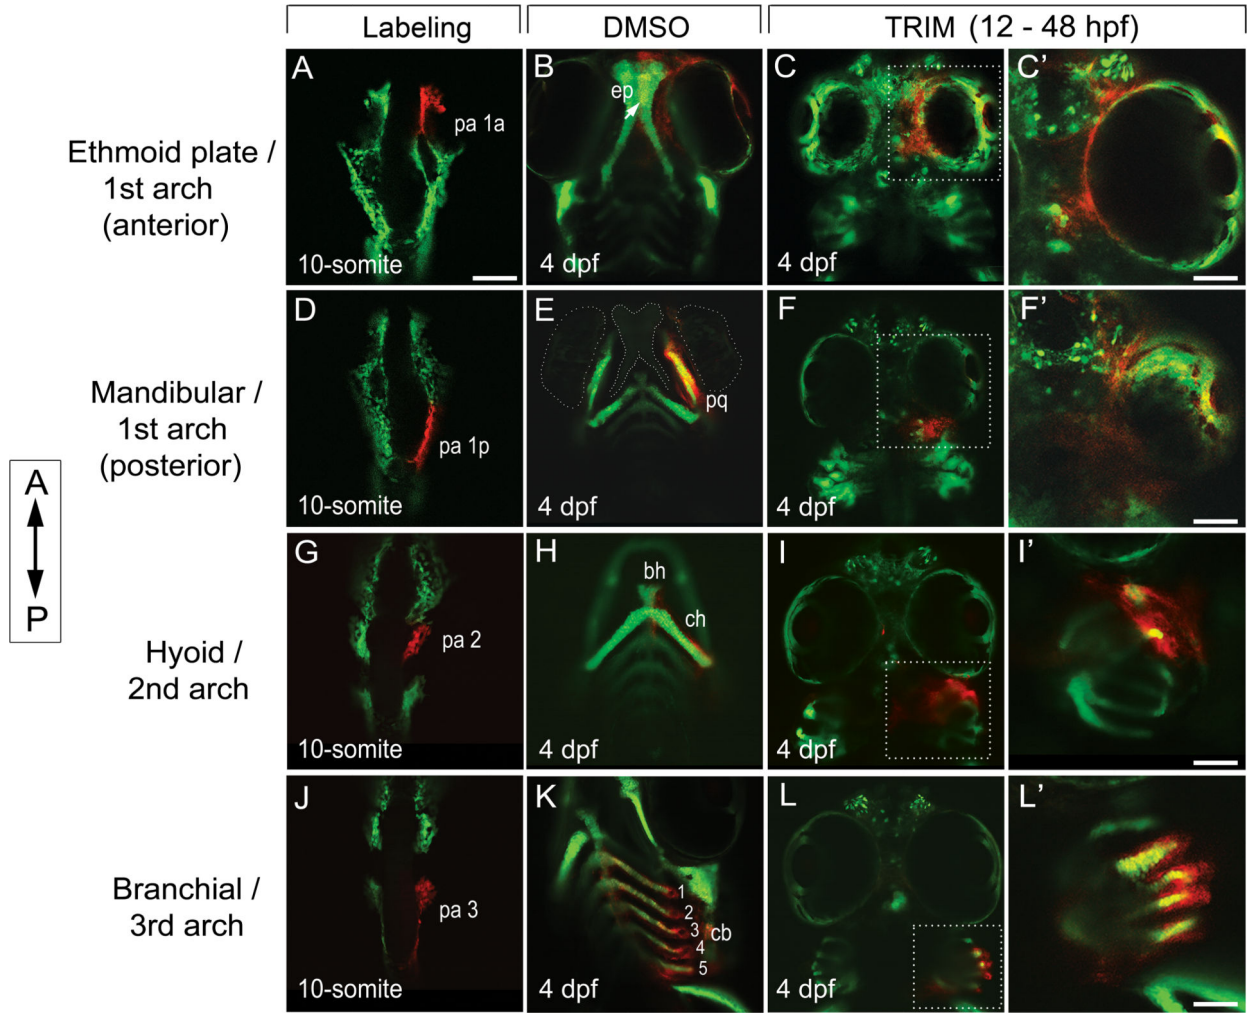 Labeling
DMSO
TRIM (12 - 48 hpf)
Ethmoid plate /
1st arch
(anterior)
A
pa 1a
10-somite
B
ep
4 dpf
C
4 dpf
C’
Mandibular /
1st arch
(posterior)
D
pa 1p
10-somite
E
pq
4 dpf
F
4 dpf
F’
A
P
Hyoid /
2nd arch
G
pa 2
10-somite
H
bh
ch
4 dpf
I
4 dpf
I’
Branchial /
3rd arch
J
pa 3
10-somite
K
1
2
3
cb
4
5
4 dpf
L
4 dpf
L’